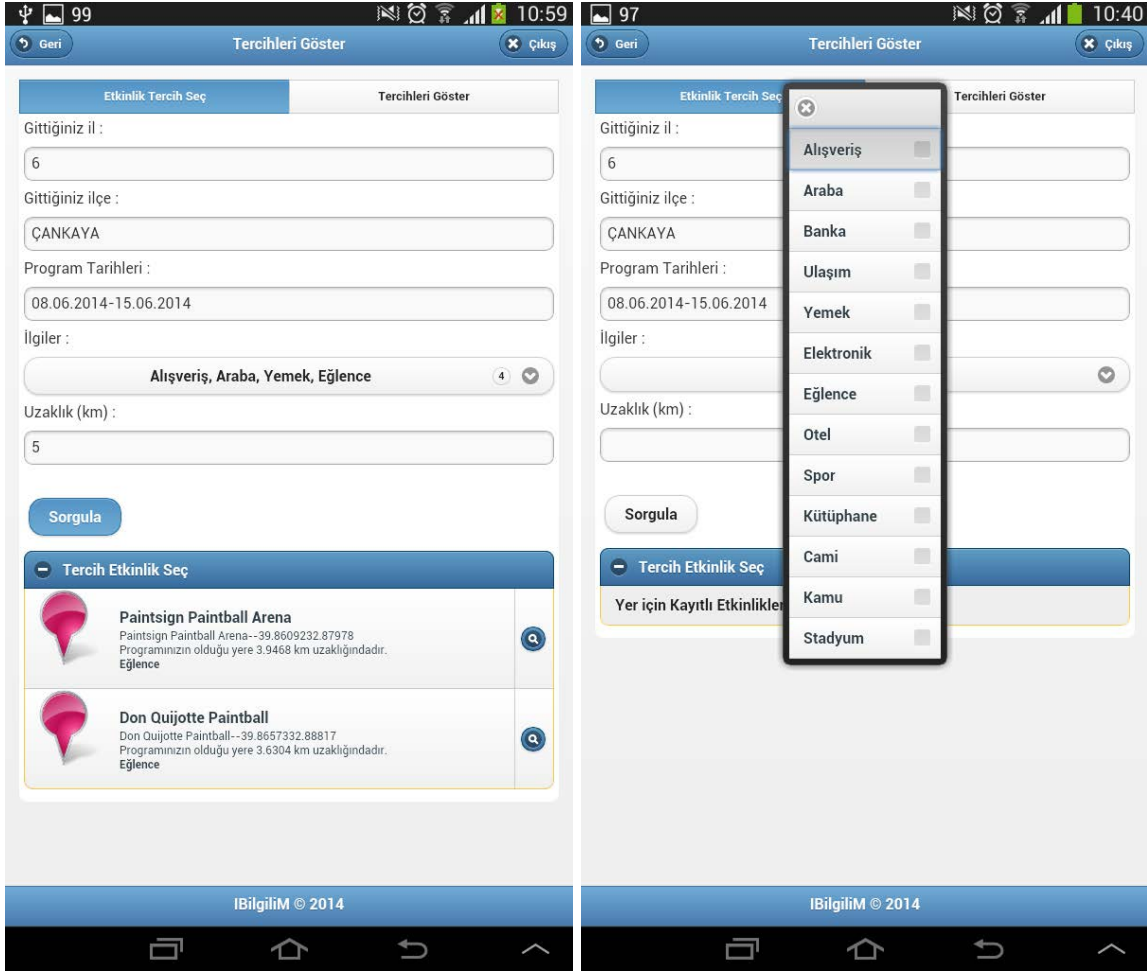 99
10:59
Geri
Tercihleri Göster
Çıkış
Etkinlik Tercih Seç
Tercihleri Göster
Gittiğiniz il :
6
Gittiğiniz ilçe :
ÇANKAYA
Program Tarihleri :
08.06.2014-15.06.2014
İlgiler :
Alışveriş, Araba, Yemek, Eğlence
4
Uzaklık (km) :
5
Sorgula
Tercih Etkinlik Seç
Paintsign Paintball Arena
Paintsign Paintball Arena--39.8609232.87978
Programınızın olduğu yere 3.9468 km uzaklığındadır.
Eğlence
Don Quijotte Paintball
Don Quijotte Paintball--39.8657332.88817
Programınızın olduğu yere 3.6304 km uzaklığındadır.
Eğlence
IBilgiliM © 2014
97
10:40
Geri
Tercihleri Göster
Çıkış
Etkinlik Tercih Seç
Tercihleri Göster
Gittiğiniz il :
6
Gittiğiniz ilçe :
ÇANKAYA
Program Tarihleri :
08.06.2014-15.06.2014
İlgiler :
Uzaklık (km) :
Sorgula
Tercih Etkinlik Seç
Yer için Kayıtlı Etkinlikler
Alışveriş
Araba
Banka
Ulaşım
Yemek
Elektronik
Eğlence
Otel
Spor
Kütüphane
Cami
Kamu
Stadyum
IBilgiliM © 2014